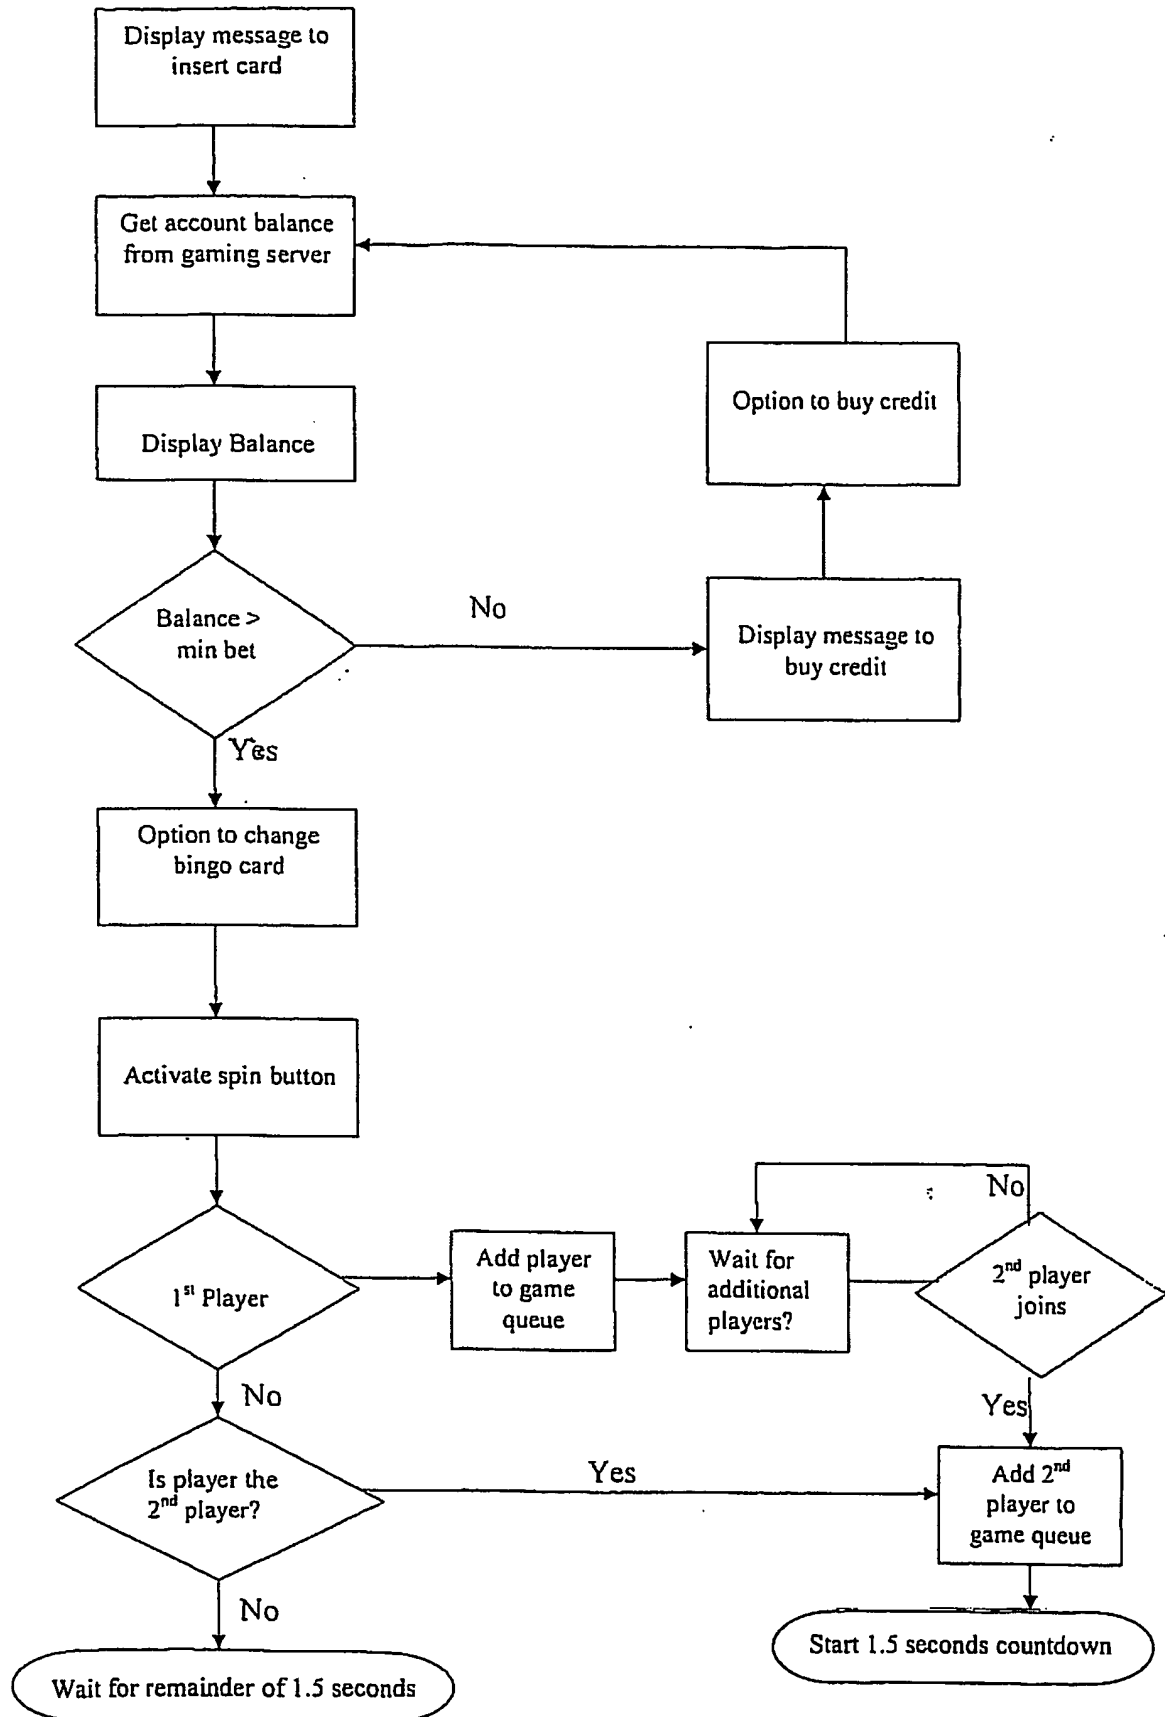 Display message to
insert card
Get account balance
from gaming server
Option to buy credit
Display Balance
Balance >
min bet
No
Display message to
buy credit
Yes
Option to change
bingo card
Activate spin button
No
1st Player
Add player
to game
queue
Wait for
additional
players?
2nd player
joins
No
Yes
Is player the
2nd player?
Yes
Add 2nd
player to
game queue
No
Start 1.5 seconds countdown
Wait for remainder of 1.5 seconds